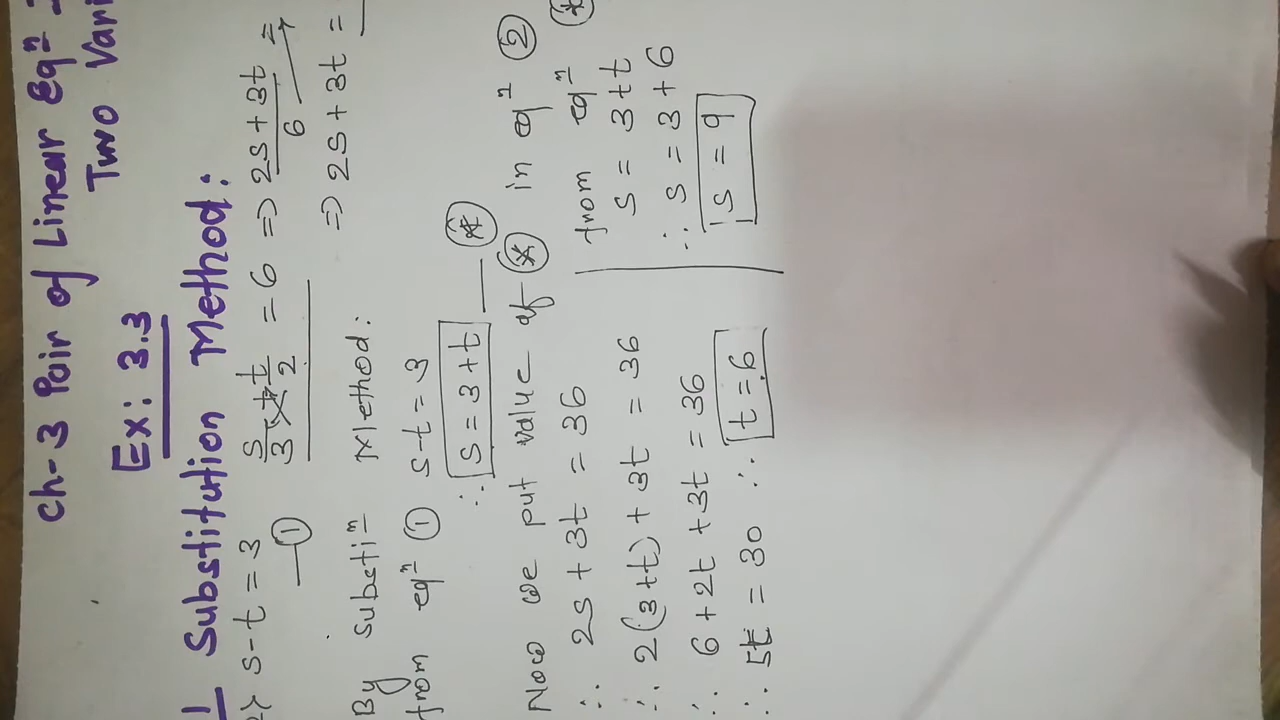 Ch-3 Pair of Linear Eqⁿ
Two Vari
Ex: 3.3
1 Substitution Method:
s-t=3 —① s/3 + t/2 = 6 ⇒ 2s+3t/6 =
⇒ 2s+3t =
By substiⁿ Method:
from eqⁿ ① s-t=3
∴ s=3+t — (*)
Now we put value of (*) in eqⁿ ②
∴ 2s+3t = 36
∴ 2(3+t)+3t = 36
∴ 6+2t+3t = 36
∴ 5t = 30 ∴ t=6
from eqⁿ (*)
s = 3+t
∴ s = 3+6
s = 9